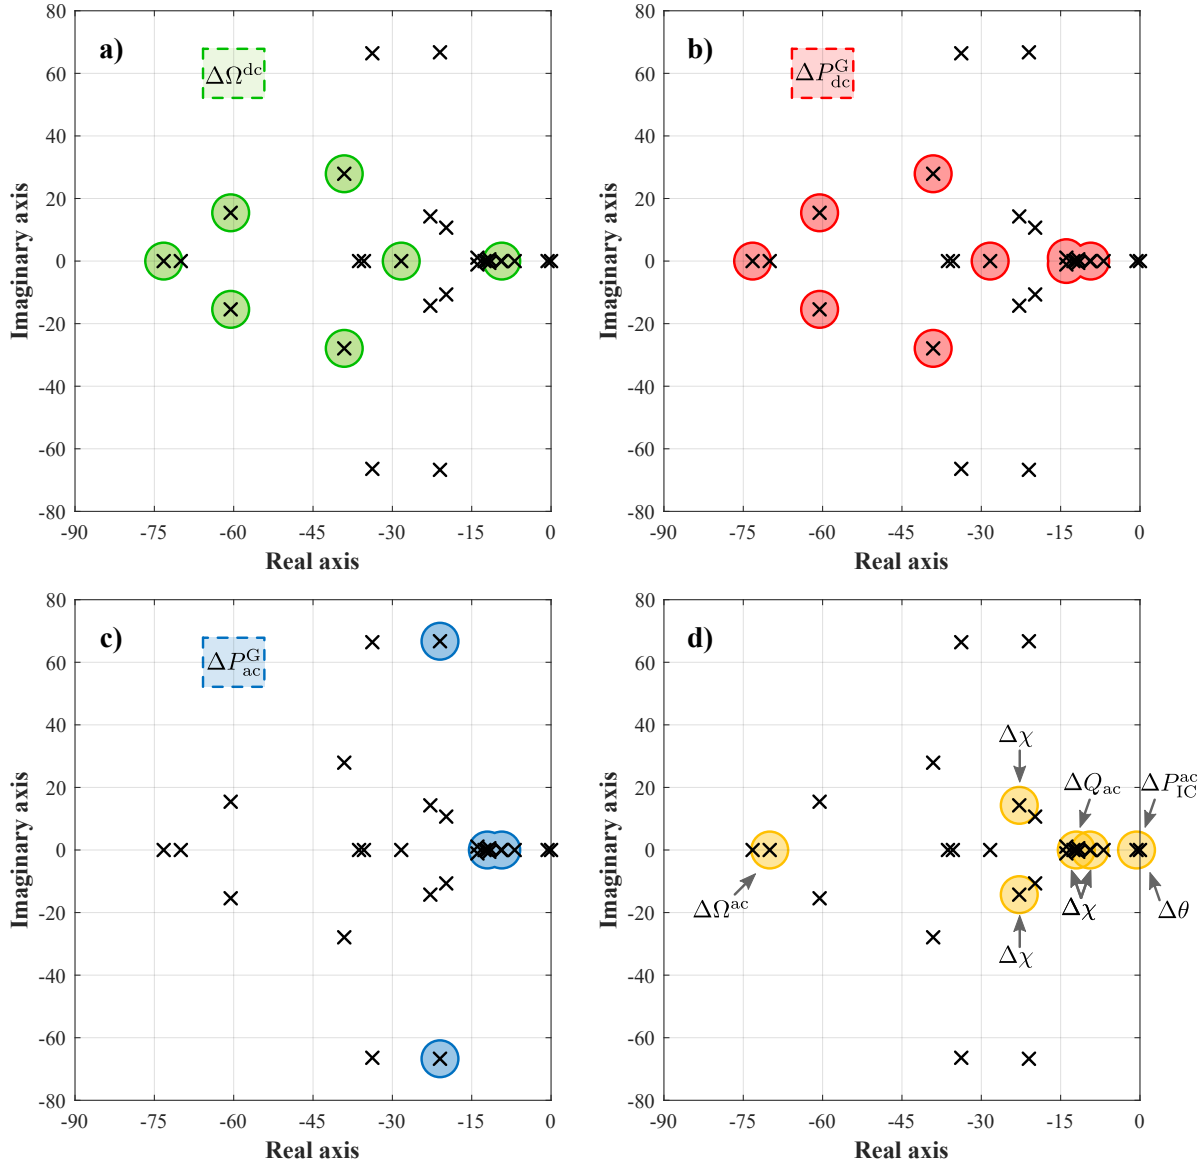 a)
ΔΩ^dc
80
60
40
20
0
-20
-40
-60
-80
Imaginary axis
-90 -75 -60 -45 -30 -15 0
Real axis
b)
ΔP^G_dc
80
60
40
20
0
-20
-40
-60
-80
Imaginary axis
-90 -75 -60 -45 -30 -15 0
Real axis
c)
ΔP^G_ac
80
60
40
20
0
-20
-40
-60
-80
Imaginary axis
-90 -75 -60 -45 -30 -15 0
Real axis
d)
80
60
40
20
0
-20
-40
-60
-80
Imaginary axis
Δχ
ΔQ_ac
ΔP^ac_IC
ΔΩ^ac
Δχ
Δθ
Δχ
-90 -75 -60 -45 -30 -15 0
Real axis